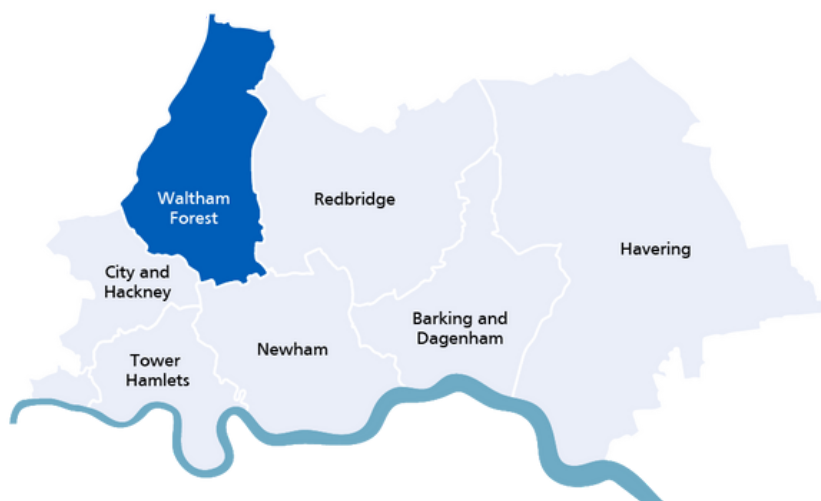 Waltham
Forest
Redbridge
Havering
City and
Hackney
Barking and
Dagenham
Newham
Tower
Hamlets